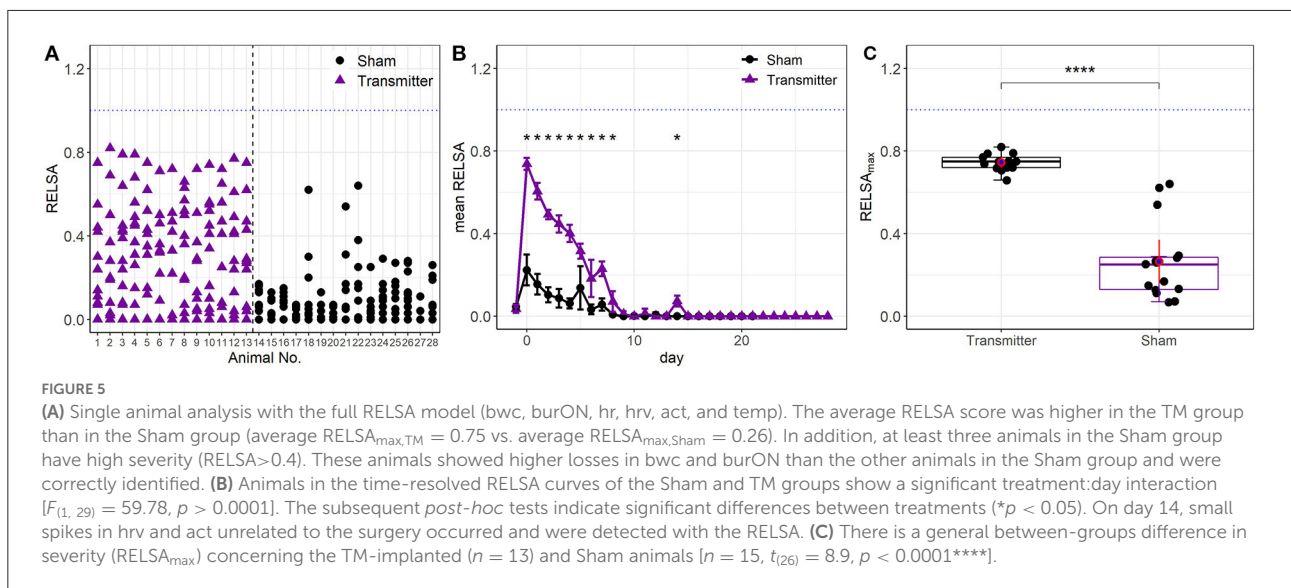 A
RELSA
1.2
0.8
0.4
0.0
Sham
Transmitter
1 2 3 4 5 6 7 8 9 10 11 12 13 14 15 16 17 18 19 20 21 22 23 24 25 26 27 28
Animal No.
B
mean RELSA
1.2
0.8
0.4
0.0
Sham
Transmitter
* * * * * * * * * *
0 10 20
day
C
RELSAmax
1.2
0.8
0.4
0.0
****
Transmitter Sham
FIGURE 5
(A) Single animal analysis with the full RELSA model (bwc, burON, hr, hrv, act, and temp). The average RELSA score was higher in the TM group
than in the Sham group (average RELSAmax,TM = 0.75 vs. average RELSAmax,Sham = 0.26). In addition, at least three animals in the Sham group
have high severity (RELSA>0.4). These animals showed higher losses in bwc and burON than the other animals in the Sham group and were
correctly identified. (B) Animals in the time-resolved RELSA curves of the Sham and TM groups show a significant treatment:day interaction
[F(1, 29) = 59.78, p > 0.0001]. The subsequent post-hoc tests indicate significant differences between treatments (*p < 0.05). On day 14, small
spikes in hrv and act unrelated to the surgery occurred and were detected with the RELSA. (C) There is a general between-groups difference in
severity (RELSAmax) concerning the TM-implanted (n = 13) and Sham animals [n = 15, t(26) = 8.9, p < 0.0001****].